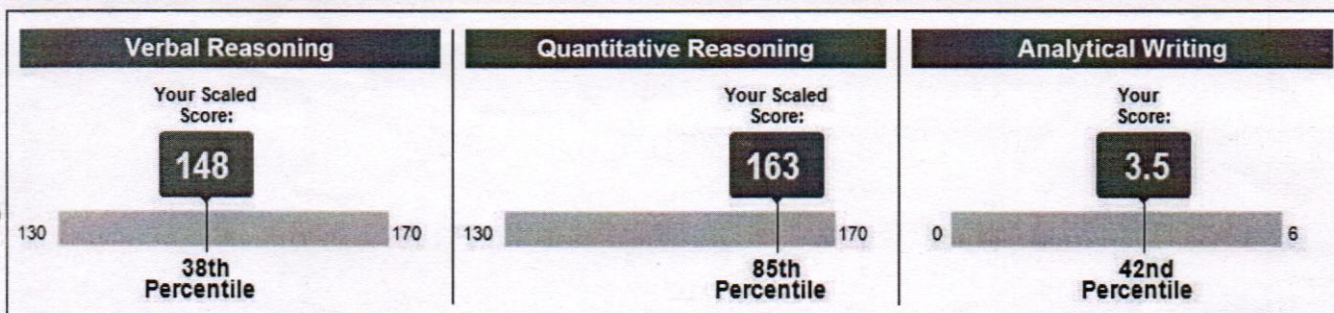 Verbal Reasoning
Your Scaled
Score:
148
130
170
38th
Percentile
Quantitative Reasoning
Your Scaled
Score:
163
130
170
85th
Percentile
Analytical Writing
Your
Score:
3.5
0
6
42nd
Percentile